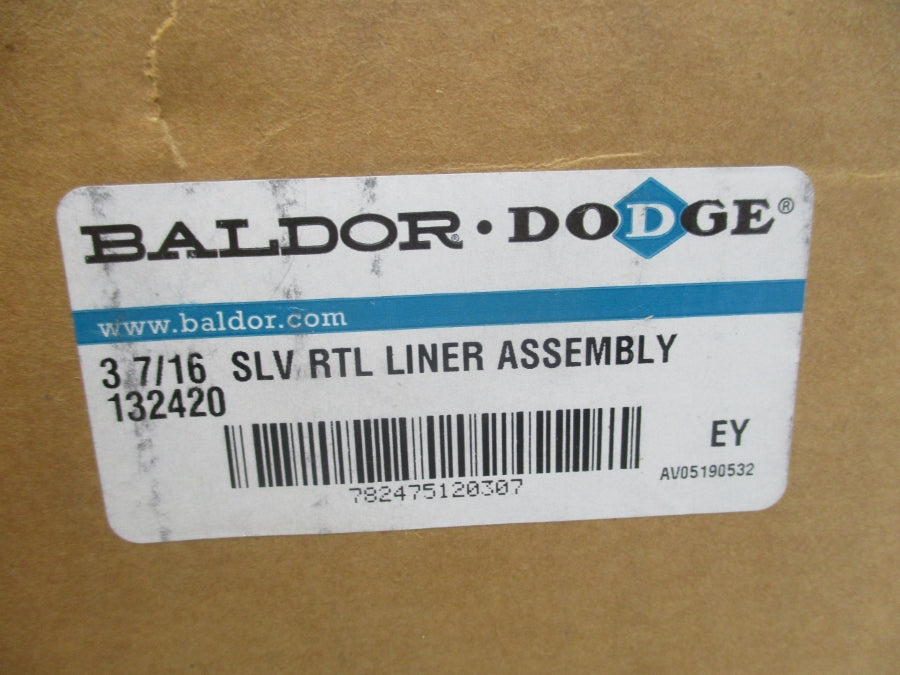 BALDOR® • DODGE®
www.baldor.com
3 7/16 SLV RTL LINER ASSEMBLY
132420
EY
782475120307
AV05190532